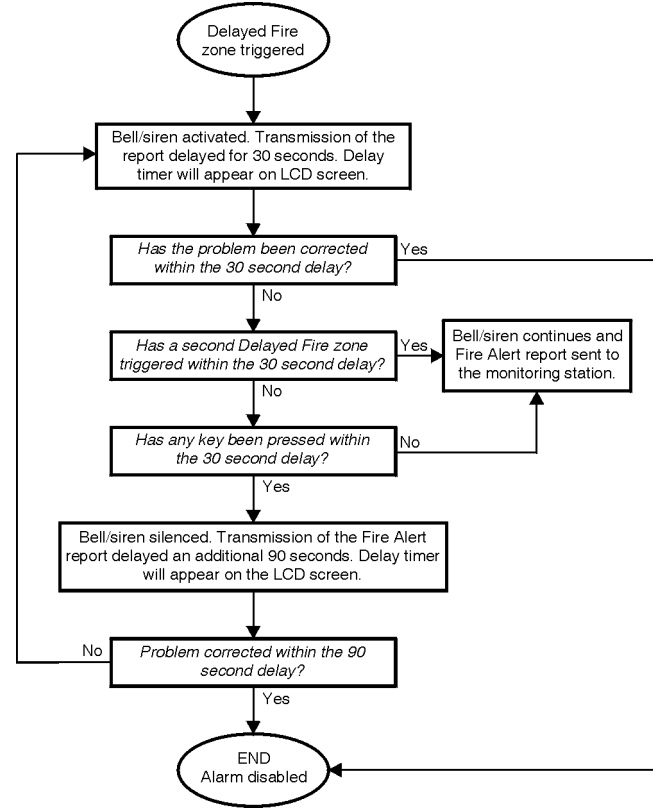 Delayed Fire
zone triggered
Bell/siren activated. Transmission of the
report delayed for 30 seconds. Delay
timer will appear on LCD screen.
Has the problem been corrected
within the 30 second delay?
Yes
No
Has a second Delayed Fire zone
triggered within the 30 second delay?
Yes
Bell/siren continues and
Fire Alert report sent to
the monitoring station.
No
Has any key been pressed within
the 30 second delay?
No
Yes
Bell/siren silenced. Transmission of the Fire Alert
report delayed an additional 90 seconds. Delay timer
will appear on the LCD screen.
No
Problem corrected within the 90
second delay?
Yes
END
Alarm disabled